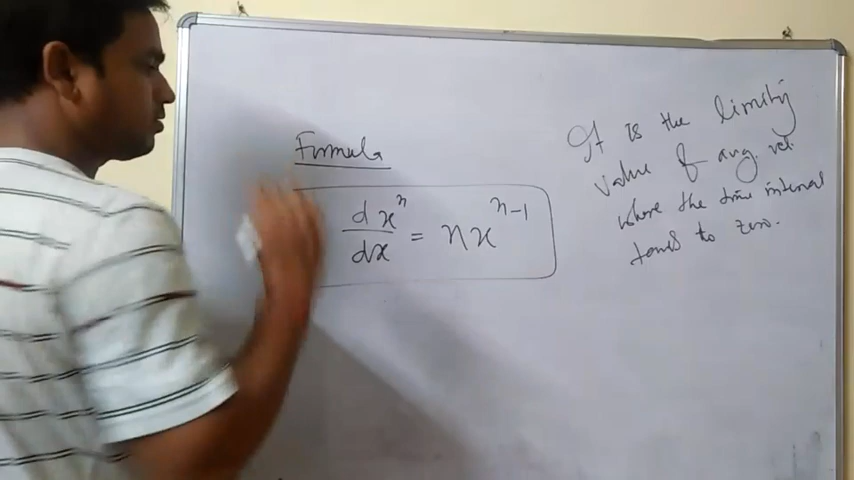 Formula
d x^n / dx = n x^(n-1)
It is the limiting
value of avg. vel.
where the time interval
tends to zero.